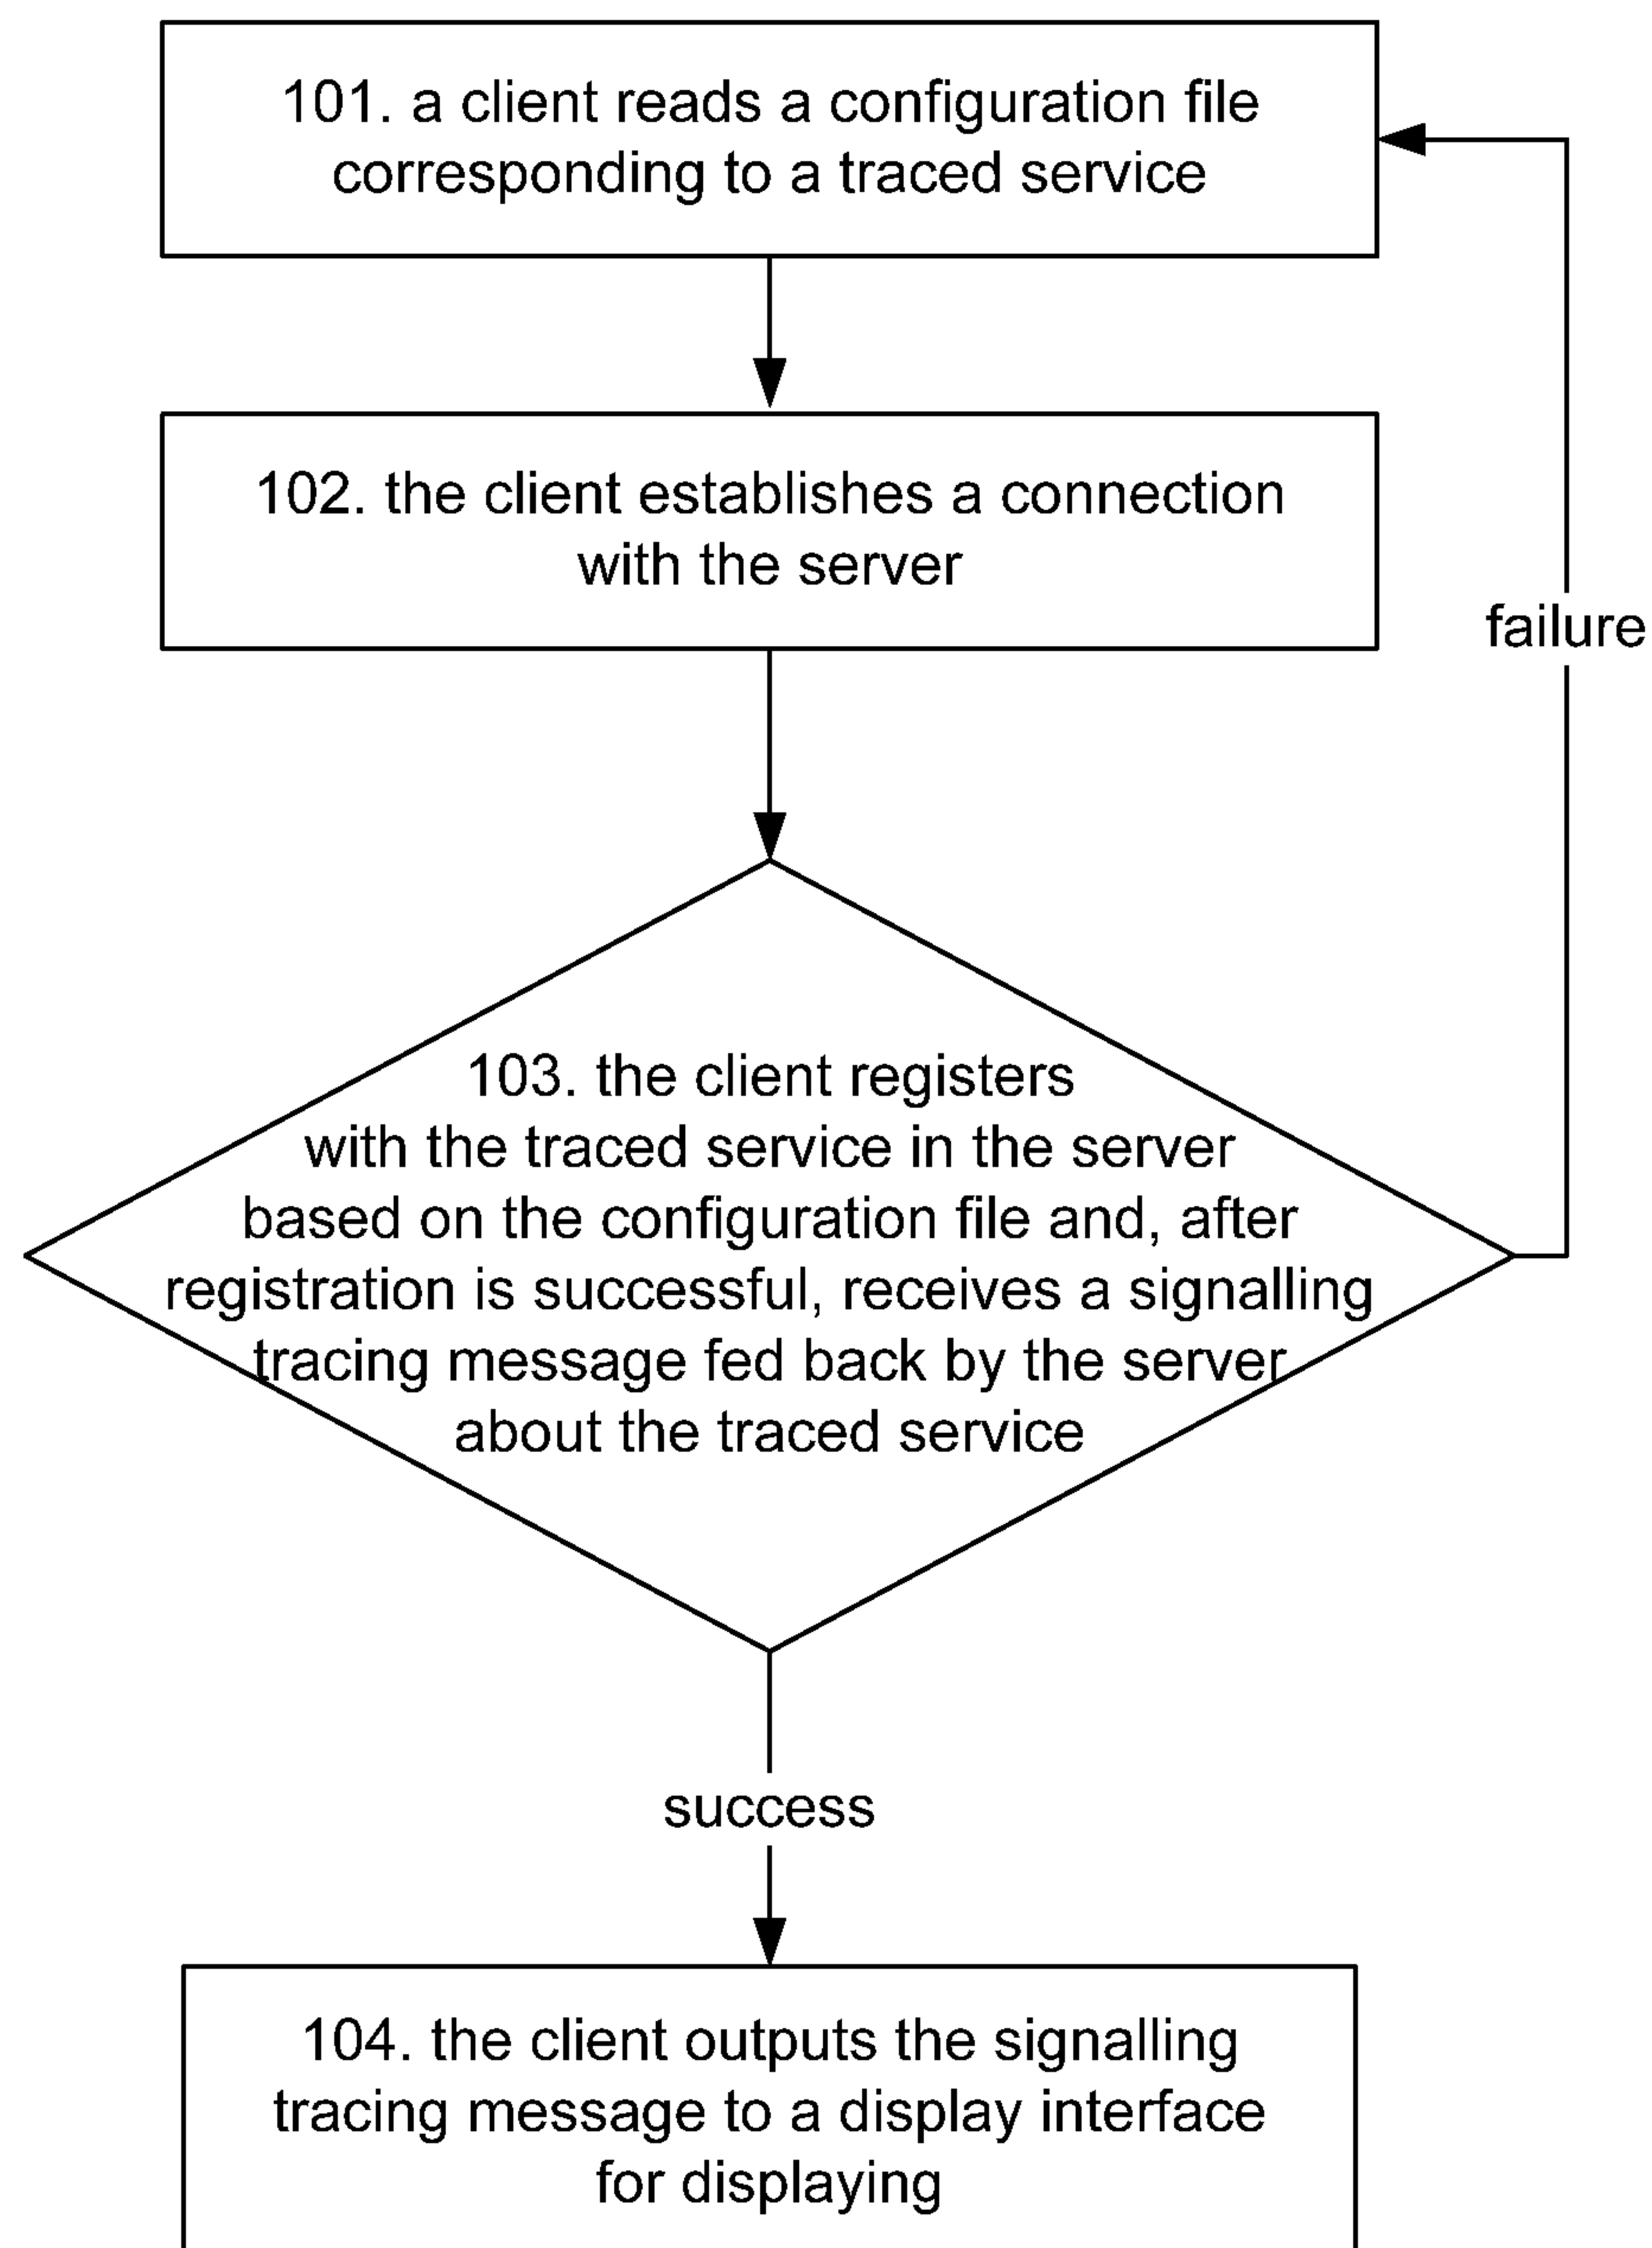 101. a client reads a configuration file
corresponding to a traced service
102. the client establishes a connection
with the server
failure
103. the client registers
with the traced service in the server
based on the configuration file and, after
registration is successful, receives a signalling
tracing message fed back by the server
about the traced service
success
104. the client outputs the signalling
tracing message to a display interface
for displaying